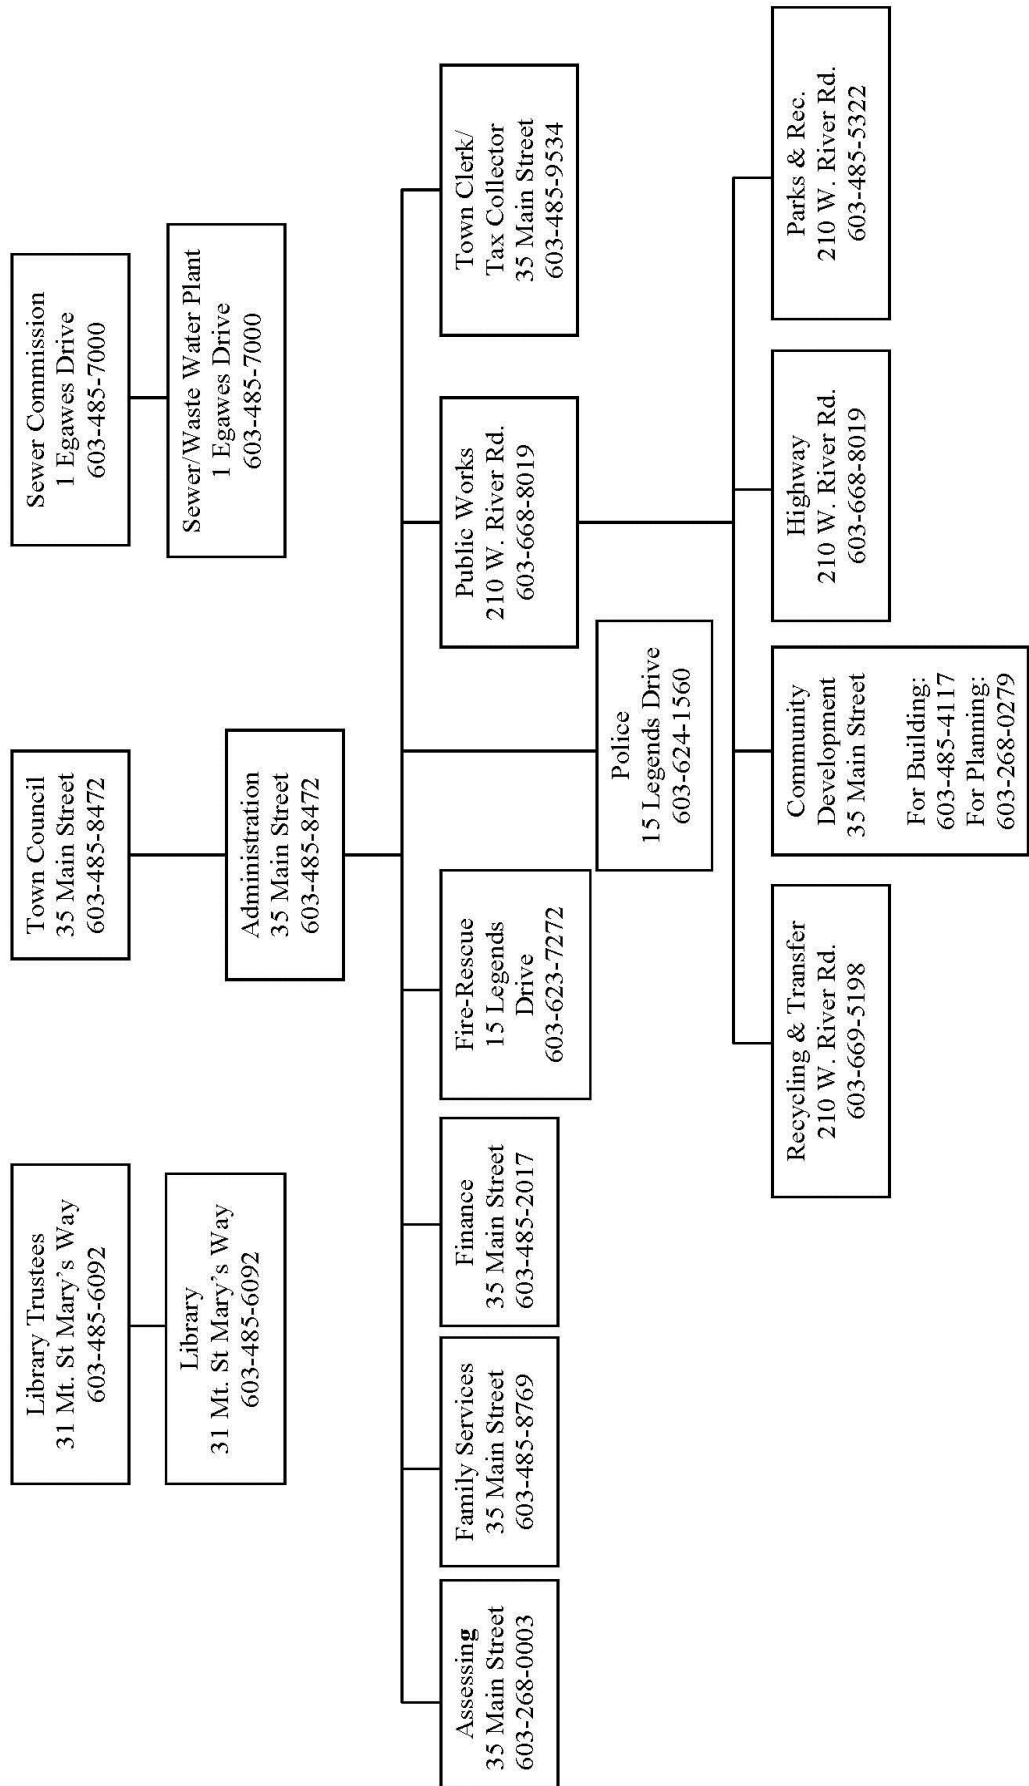 Library Trustees
31 Mt. St Mary's Way
603-485-6092
Town Council
35 Main Street
603-485-8472
Sewer Commission
1 Egawes Drive
603-485-7000
Library
31 Mt. St Mary's Way
603-485-6092
Administration
35 Main Street
603-485-8472
Sewer/Waste Water Plant
1 Egawes Drive
603-485-7000
Assessing
35 Main Street
603-268-0003
Family Services
35 Main Street
603-485-8769
Finance
35 Main Street
603-485-2017
Fire-Rescue
15 Legends
Drive
603-623-7272
Police
15 Legends Drive
603-624-1560
Public Works
210 W. River Rd.
603-668-8019
Town Clerk/
Tax Collector
35 Main Street
603-485-9534
Recycling & Transfer
210 W. River Rd.
603-669-5198
Community
Development
35 Main Street
For Building:
603-485-4117
For Planning:
603-268-0279
Highway
210 W. River Rd.
603-668-8019
Parks & Rec.
210 W. River Rd.
603-485-5322